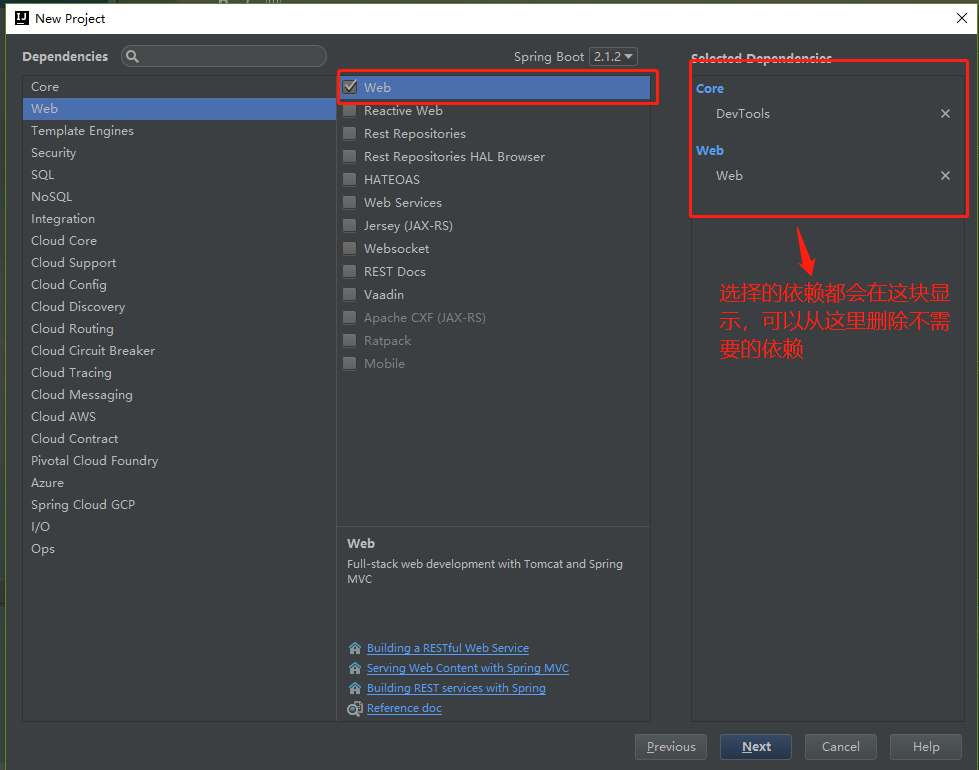 New Project
Dependencies
Spring Boot 2.1.2
Selected Dependencies
Core
Web
Template Engines
Security
SQL
NoSQL
Integration
Cloud Core
Cloud Support
Cloud Config
Cloud Discovery
Cloud Routing
Cloud Circuit Breaker
Cloud Tracing
Cloud Messaging
Cloud AWS
Cloud Contract
Pivotal Cloud Foundry
Azure
Spring Cloud GCP
I/O
Ops
Web
Reactive Web
Rest Repositories
Rest Repositories HAL Browser
HATEOAS
Web Services
Jersey (JAX-RS)
Websocket
REST Docs
Vaadin
Apache CXF (JAX-RS)
Ratpack
Mobile
Web
Full-stack web development with Tomcat and Spring
MVC
Building a RESTful Web Service
Serving Web Content with Spring MVC
Building REST services with Spring
Reference doc
Core
DevTools
Web
Web
选择的依赖都会在这块显
示，可以从这里删除不需
要的依赖
Previous
Next
Cancel
Help